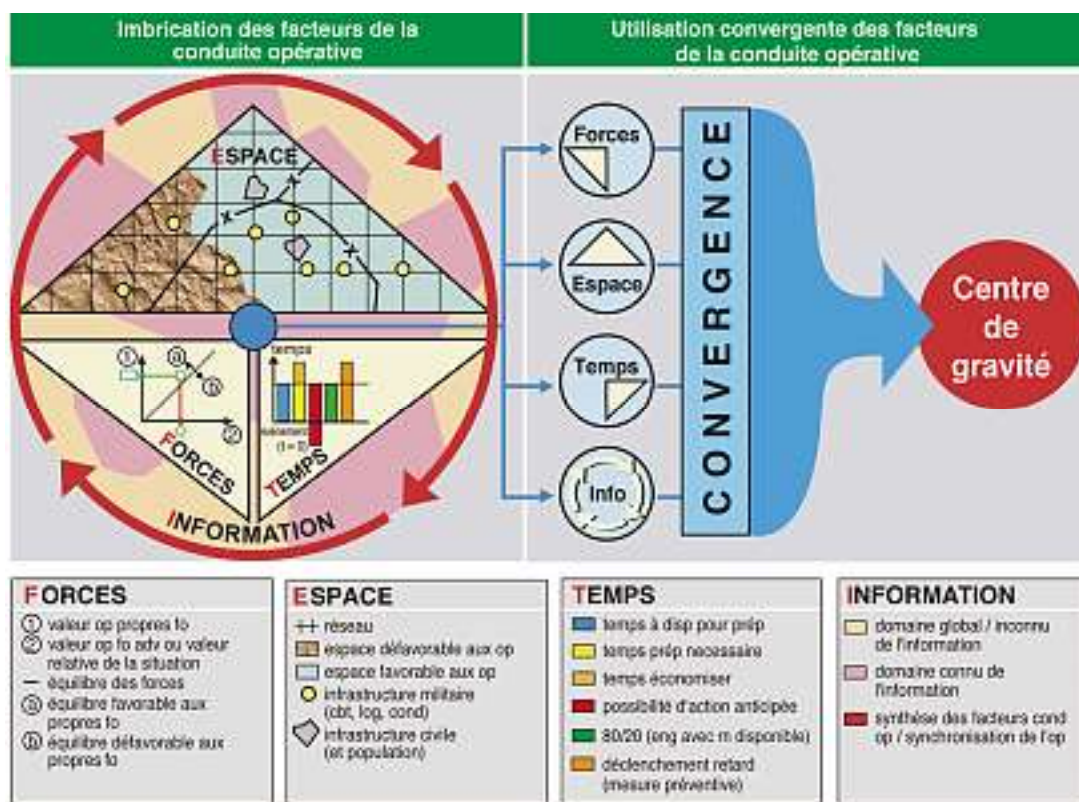 Imbrication des facteurs de la
conduite opérative
Utilisation convergente des facteurs
de la conduite opérative
ESPACE
1
a
b
2
FORCES
temps
(t = 0)
TEMPS
INFORMATION
Forces
Espace
Temps
Info
CONVERGENCE
Centre
de
gravité
FORCES
1 valeur op propres fo
2 valeur op fo adv ou valeur
relative de la situation
équilibre des forces
a équilibre favorable aux
propres fo
b équilibre défavorable aux
propres fo
ESPACE
réseau
espace défavorable aux op
espace favorable aux op
infrastructure militaire
(cbt, log, cond)
infrastructure civile
(et population)
TEMPS
temps à disp pour prép
temps prép necessaire
temps économiser
possibilité d'action anticipée
80/20 (eng avec m disponible)
déclenchement retard
(mesure préventive)
INFORMATION
domaine global / inconnu
de l'information
domaine connu de
l'information
synthèse des facteurs cond
op / synchronisation de l'op